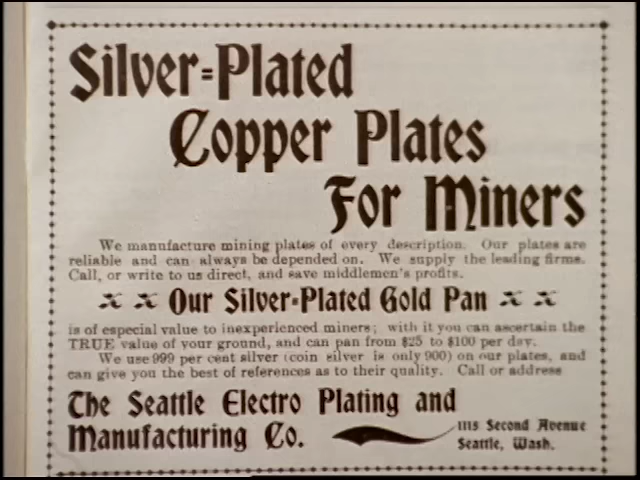 Silver=Plated
Copper Plates
For Miners
We manufacture mining plates of every description. Our plates are
reliable and can always be depended on. We supply the leading firms.
Call, or write to us direct, and save middlemen's profits.
Our Silver=Plated Gold Pan
is of especial value to inexperienced miners; with it you can ascertain the
TRUE value of your ground, and can pan from $25 to $100 per day.
We use 999 per cent silver (coin silver is only 900) on our plates, and
can give you the best of references as to their quality. Call or address
The Seattle Electro Plating and
Manufacturing Co.
1115 Second Avenue
Seattle, Wash.